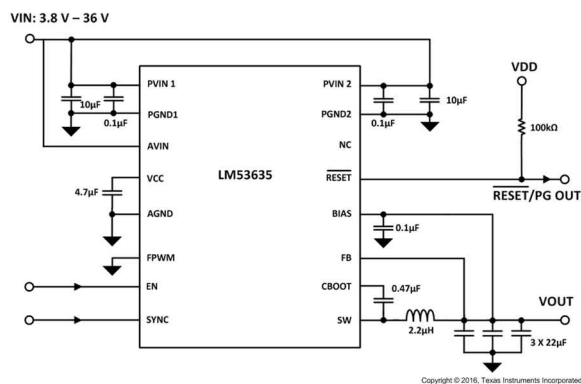 VIN: 3.8 V – 36 V
PVIN 1
PVIN 2
VDD
10µF
0.1µF
PGND1
PGND2
0.1µF
10µF
100kΩ
AVIN
NC
VCC
LM53635
RESET
4.7µF
RESET/PG OUT
AGND
BIAS
0.1µF
FPWM
FB
EN
CBOOT
0.47µF
VOUT
SYNC
SW
2.2µH
3 X 22µF
Copyright © 2016, Texas Instruments Incorporated